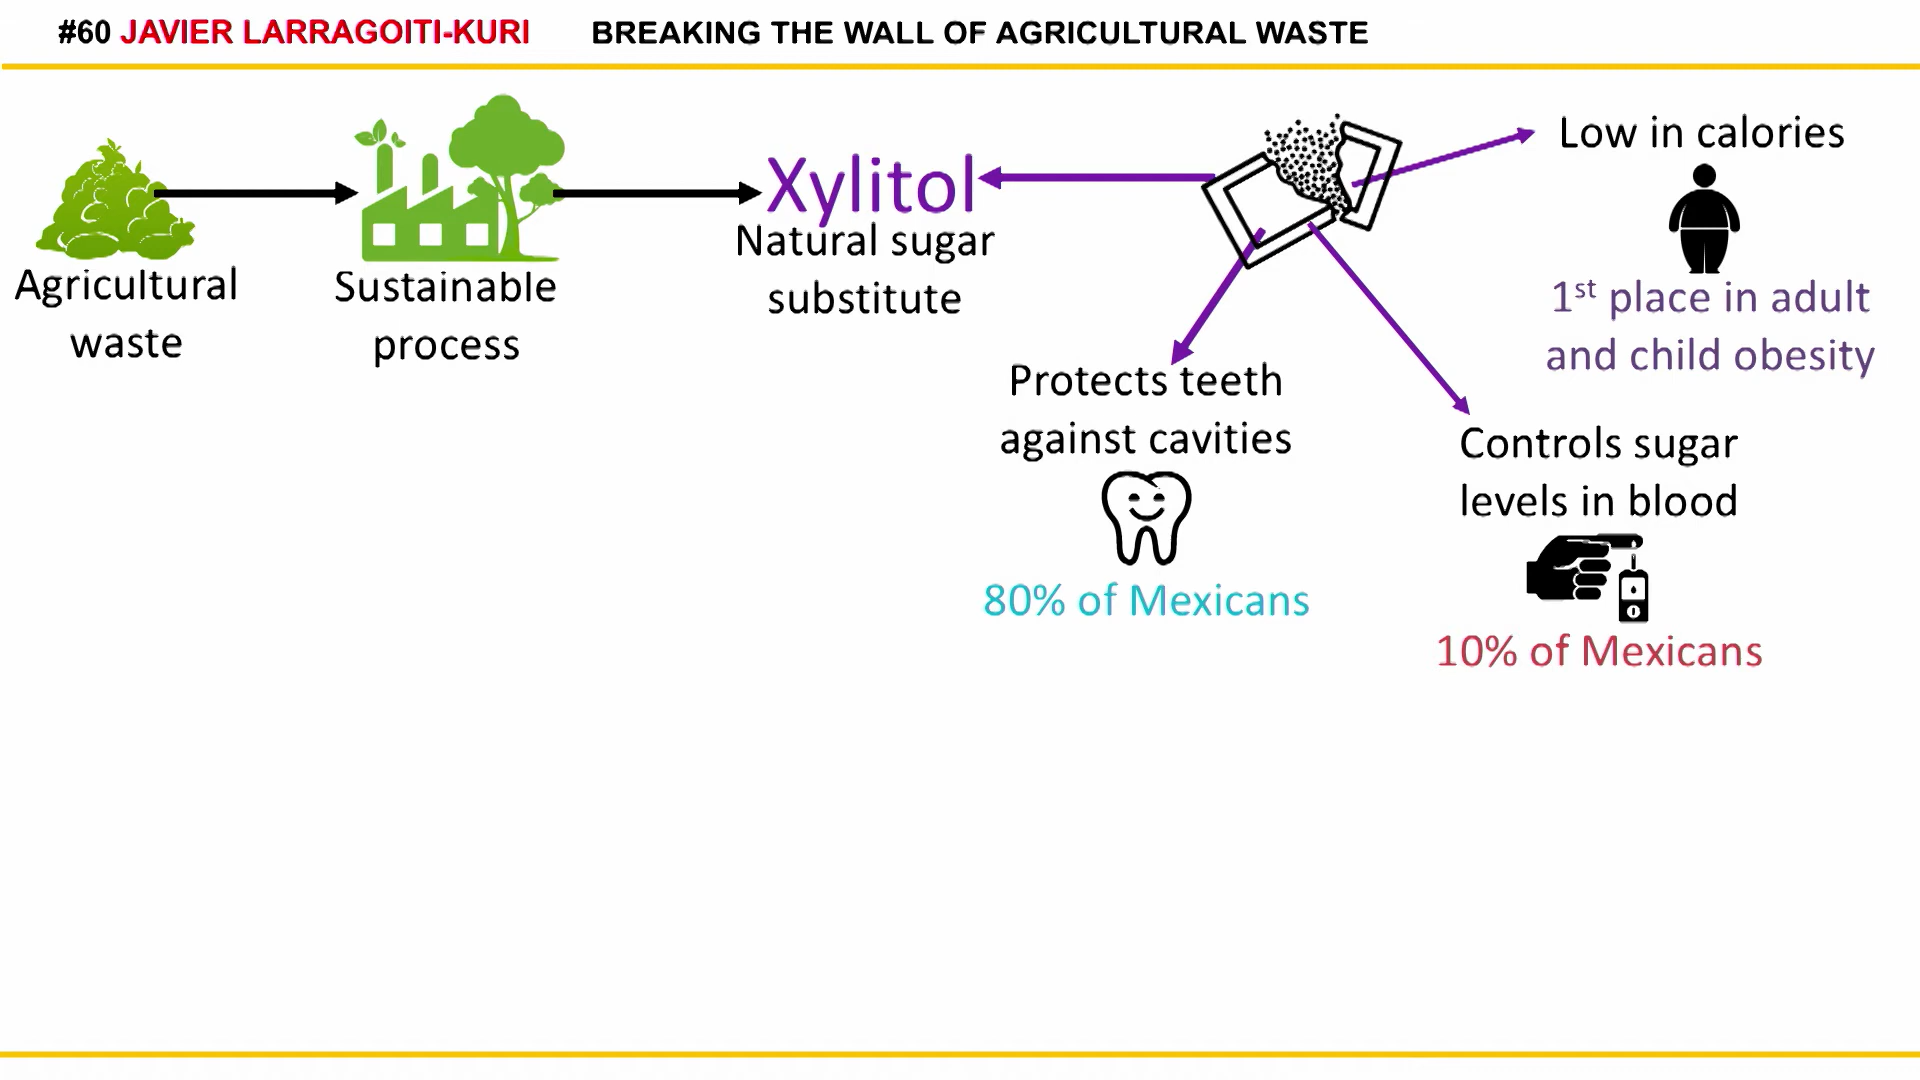 #60 JAVIER LARRAGOITI-KURI BREAKING THE WALL OF AGRICULTURAL WASTE
Agricultural
waste
Sustainable
process
Xylitol
Natural sugar
substitute
Protects teeth
against cavities
80% of Mexicans
Low in calories
1st place in adult
and child obesity
Controls sugar
levels in blood
10% of Mexicans